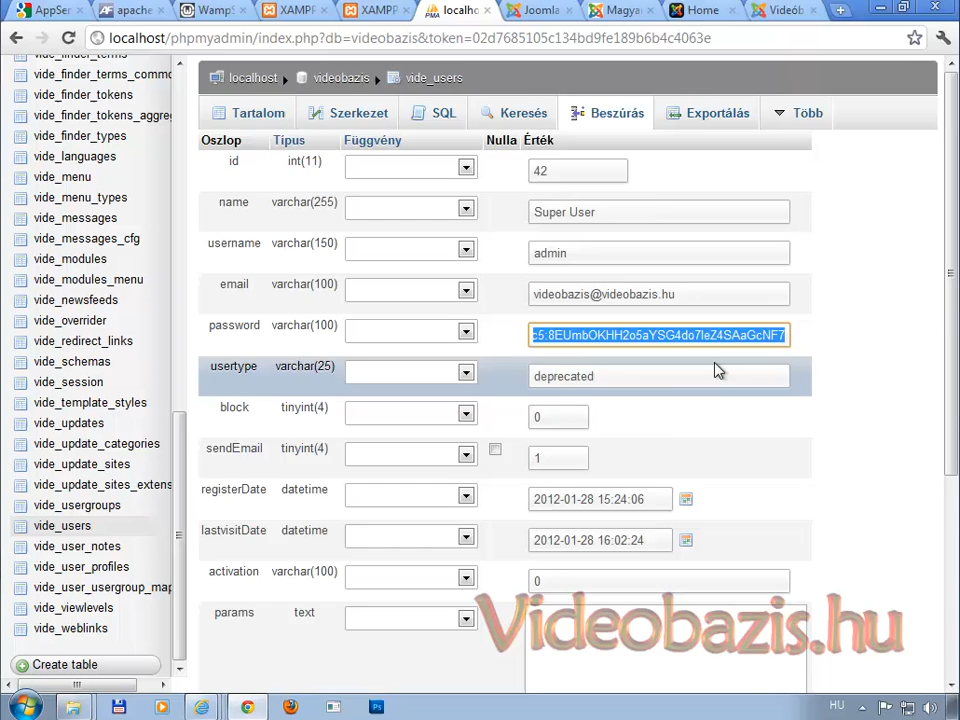 AppSer
apache
WampS
XAMPP
XAMPP
localho
Joomla
Magyar
Home
Videób
localhost/phpmyadmin/index.php?db=videobazis&token=02d7685105c134bd9fe189b6b4c4063e
vide_finder_terms
vide_finder_terms_commo
vide_finder_tokens
vide_finder_tokens_aggreg
vide_finder_types
vide_languages
vide_menu
vide_menu_types
vide_messages
vide_messages_cfg
vide_modules
vide_modules_menu
vide_newsfeeds
vide_overrider
vide_redirect_links
vide_schemas
vide_session
vide_template_styles
vide_updates
vide_update_categories
vide_update_sites
vide_update_sites_extens
vide_usergroups
vide_users
vide_user_notes
vide_user_profiles
vide_user_usergroup_map
vide_viewlevels
vide_weblinks
Create table
localhost videobazis vide_users
Tartalom Szerkezet SQL Keresés Beszúrás Exportálás Több
Oszlop Típus Függvény Nulla Érték
id int(11) 42
name varchar(255) Super User
username varchar(150) admin
email varchar(100) videobazis@videobazis.hu
password varchar(100) c5:8EUmbOKHH2o5aYSG4do7leZ4SAaGcNF7
usertype varchar(25) deprecated
block tinyint(4) 0
sendEmail tinyint(4) 1
registerDate datetime 2012-01-28 15:24:06
lastvisitDate datetime 2012-01-28 16:02:24
activation varchar(100) 0
params text
Videobazis.hu
HU